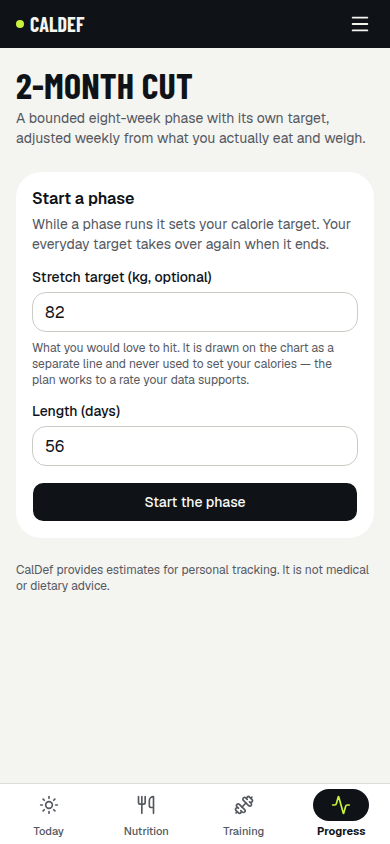 CALDEF
2-MONTH CUT
A bounded eight-week phase with its own target,
adjusted weekly from what you actually eat and weigh.
Start a phase
While a phase runs it sets your calorie target. Your
everyday target takes over again when it ends.
Stretch target (kg, optional)
82
What you would love to hit. It is drawn on the chart as a
separate line and never used to set your calories — the
plan works to a rate your data supports.
Length (days)
56
Start the phase
CalDef provides estimates for personal tracking. It is not medical
or dietary advice.
Today
Nutrition
Training
Progress